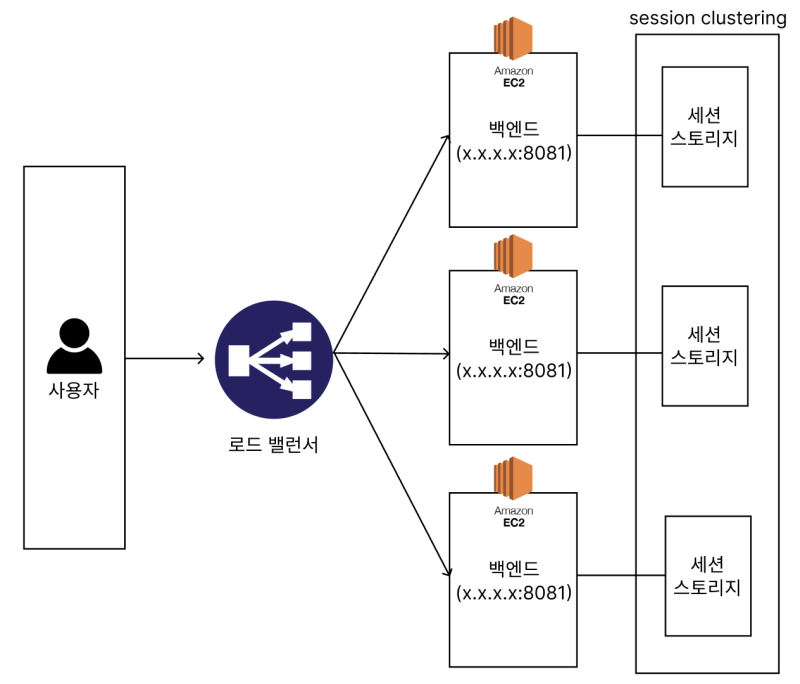 session clustering
Amazon
EC2
백엔드
(x.x.x.x:8081)
세션
스토리지
Amazon
EC2
백엔드
(x.x.x.x:8081)
세션
스토리지
사용자
로드 밸런서
Amazon
EC2
백엔드
(x.x.x.x:8081)
세션
스토리지